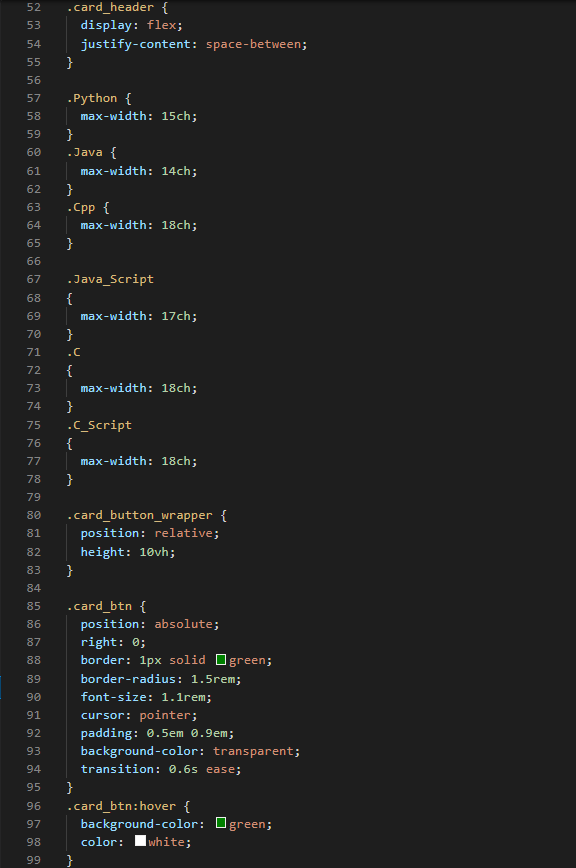 52 .card_header {
53   display: flex;
54   justify-content: space-between;
55 }
56
57 .Python {
58   max-width: 15ch;
59 }
60 .Java {
61   max-width: 14ch;
62 }
63 .Cpp {
64   max-width: 18ch;
65 }
66
67 .Java_Script
68 {
69   max-width: 17ch;
70 }
71 .C
72 {
73   max-width: 18ch;
74 }
75 .C_Script
76 {
77   max-width: 18ch;
78 }
79
80 .card_button_wrapper {
81   position: relative;
82   height: 10vh;
83 }
84
85 .card_btn {
86   position: absolute;
87   right: 0;
88   border: 1px solid green;
89   border-radius: 1.5rem;
90   font-size: 1.1rem;
91   cursor: pointer;
92   padding: 0.5em 0.9em;
93   background-color: transparent;
94   transition: 0.6s ease;
95 }
96 .card_btn:hover {
97   background-color: green;
98   color: white;
99 }